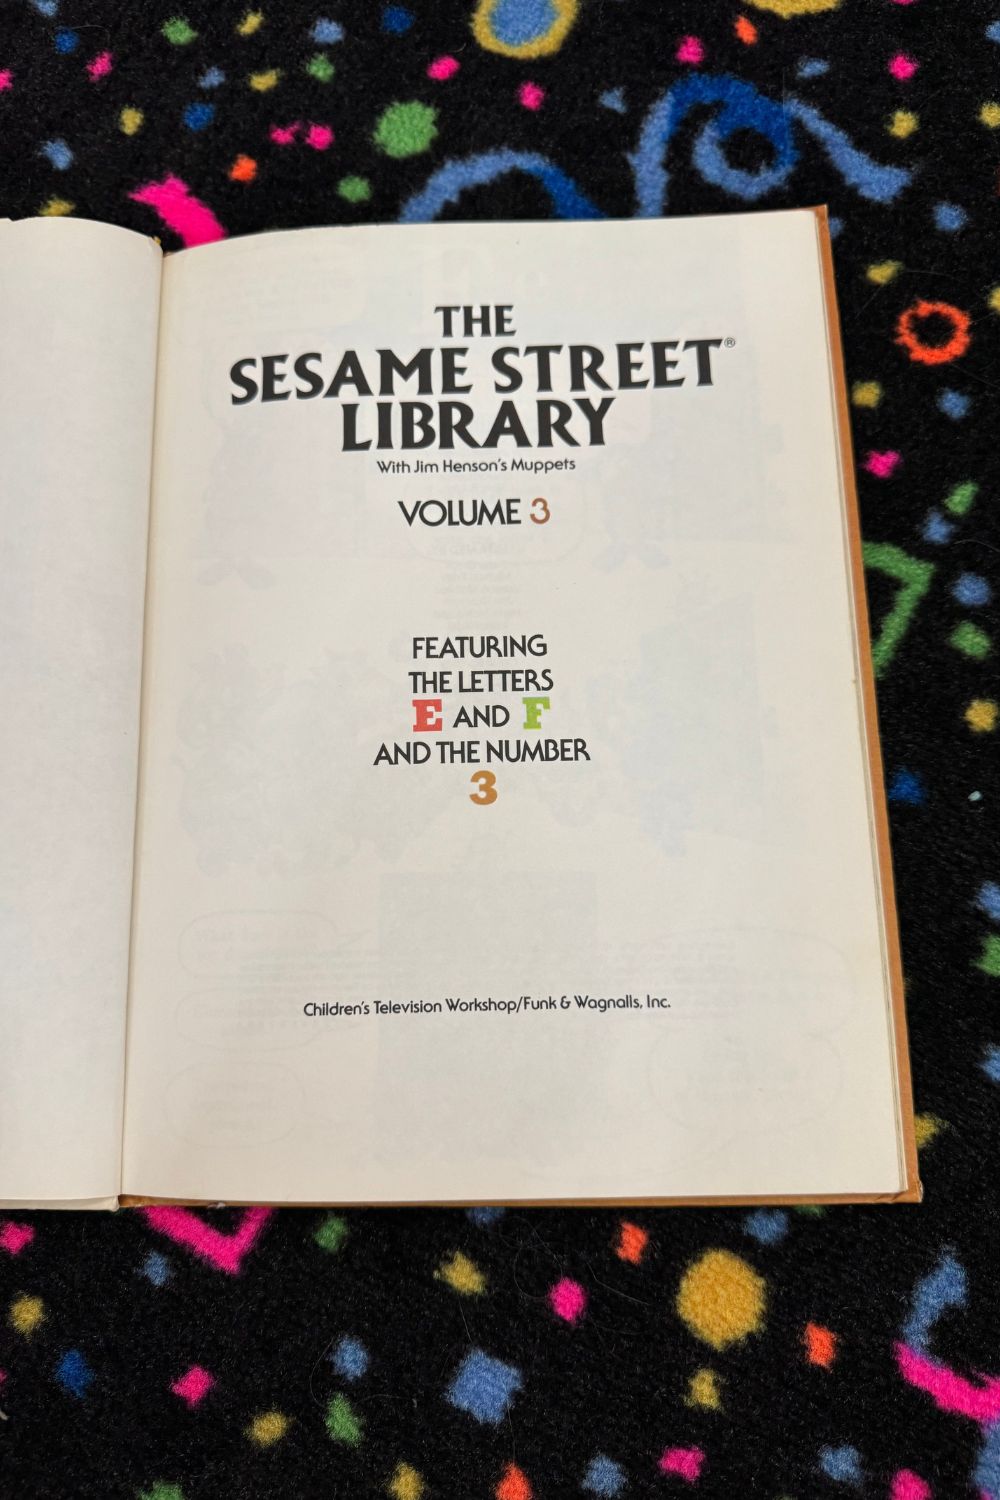 THE
SESAME STREET®
LIBRARY
With Jim Henson's Muppets
VOLUME 3
FEATURING
THE LETTERS
E AND F
AND THE NUMBER
3
Children's Television Workshop/Funk & Wagnalls, Inc.